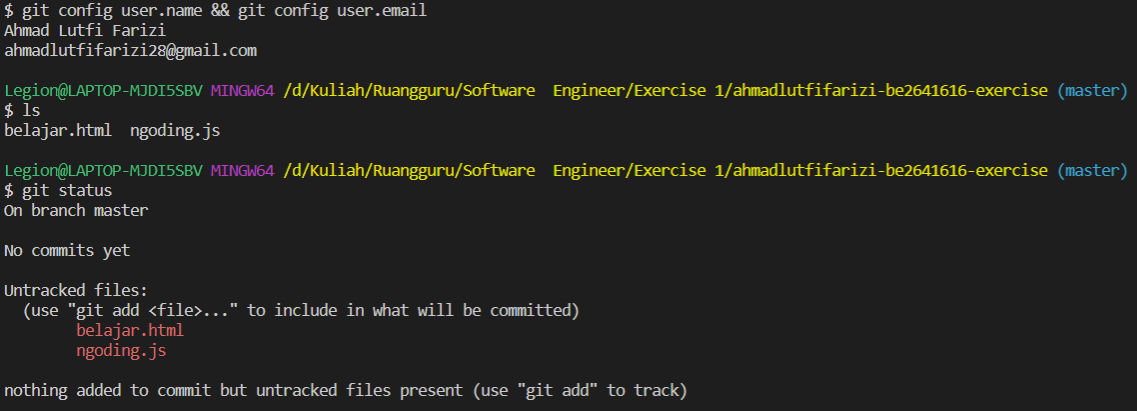 $ git config user.name && git config user.email
Ahmad Lutfi Farizi
ahmadlutfifarizi28@gmail.com
Legion@LAPTOP-MJDI5SBV MINGW64 /d/Kuliah/Ruangguru/Software  Engineer/Exercise 1/ahmadlutfifarizi-be2641616-exercise (master)
$ ls
belajar.html  ngoding.js
Legion@LAPTOP-MJDI5SBV MINGW64 /d/Kuliah/Ruangguru/Software  Engineer/Exercise 1/ahmadlutfifarizi-be2641616-exercise (master)
$ git status
On branch master
No commits yet
Untracked files:
  (use "git add <file>..." to include in what will be committed)
        belajar.html
        ngoding.js
nothing added to commit but untracked files present (use "git add" to track)